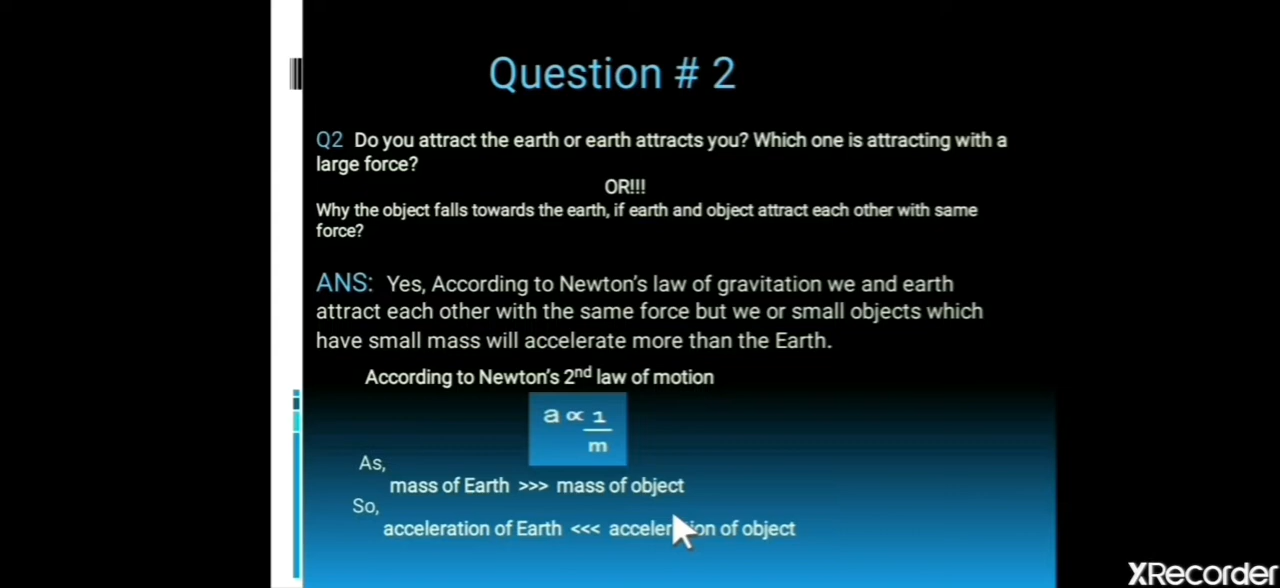 Question # 2
Q2 Do you attract the earth or earth attracts you? Which one is attracting with a
large force?
OR!!!
Why the object falls towards the earth, if earth and object attract each other with same
force?
ANS: Yes, According to Newton's law of gravitation we and earth
attract each other with the same force but we or small objects which
have small mass will accelerate more than the Earth.
According to Newton's 2nd law of motion
a ∝ 1
m
As,
mass of Earth >>> mass of object
So,
acceleration of Earth <<< acceleration of object
XRecorder